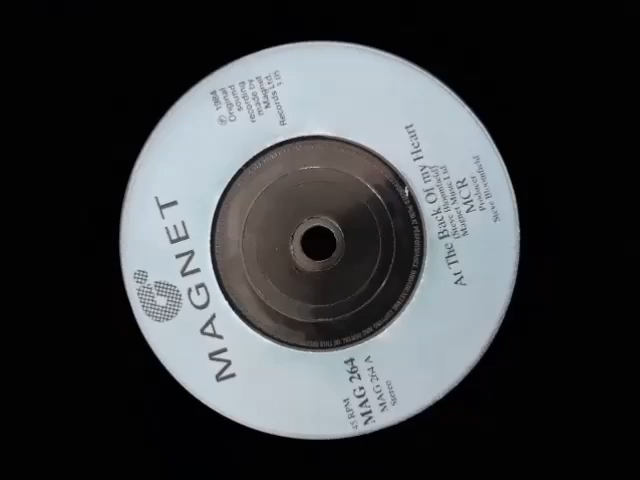 MAGNET
℗ 1984
Original
sound
recording
made by
Magnet
Records Ltd.
45 RPM
MAG 264
MAG 264 A
Stereo
At The Back Of my Heart
(Steve Bloomfield)
Magnet Music Ltd
MCR
Producer
Steve Bloomfield